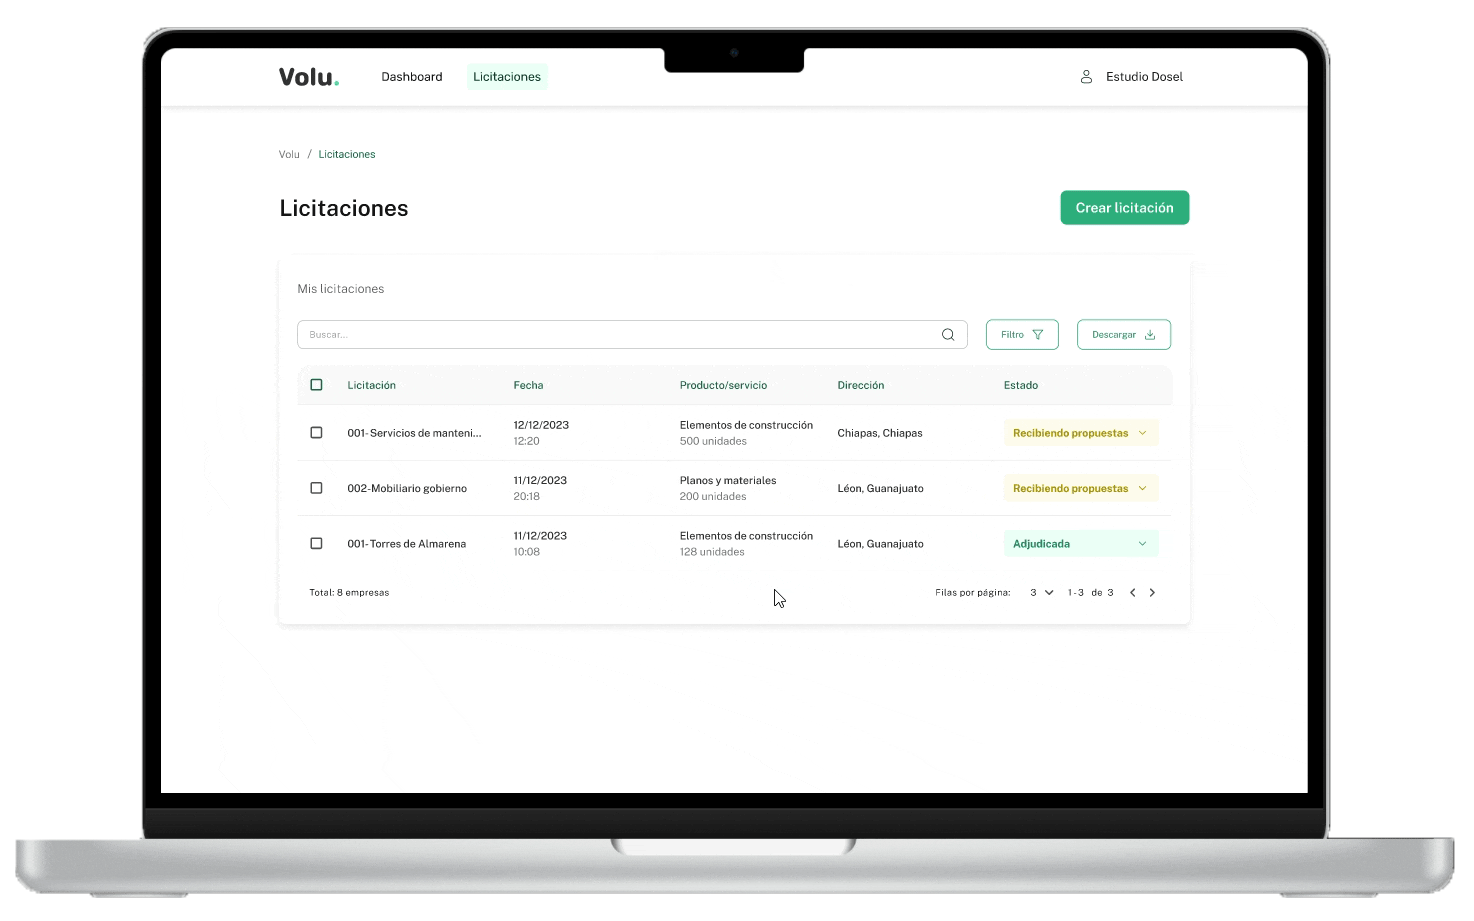 Volu.
Dashboard
Licitaciones
Estudio Dosel
Volu / Licitaciones
Licitaciones
Crear licitación
Mis licitaciones
Buscar...
Filtro
Descargar
Licitación Fecha Producto/servicio Dirección Estado
001- Servicios de manteni... 12/12/2023 Elementos de construcción Chiapas, Chiapas Recibiendo propuestas
12:20 500 unidades
002-Mobiliario gobierno 11/12/2023 Planos y materiales Léon, Guanajuato Recibiendo propuestas
20:18 200 unidades
001- Torres de Almarena 11/12/2023 Elementos de construcción Léon, Guanajuato Adjudicada
10:08 128 unidades
Total: 8 empresas
Filas por página: 3 1-3 de 3